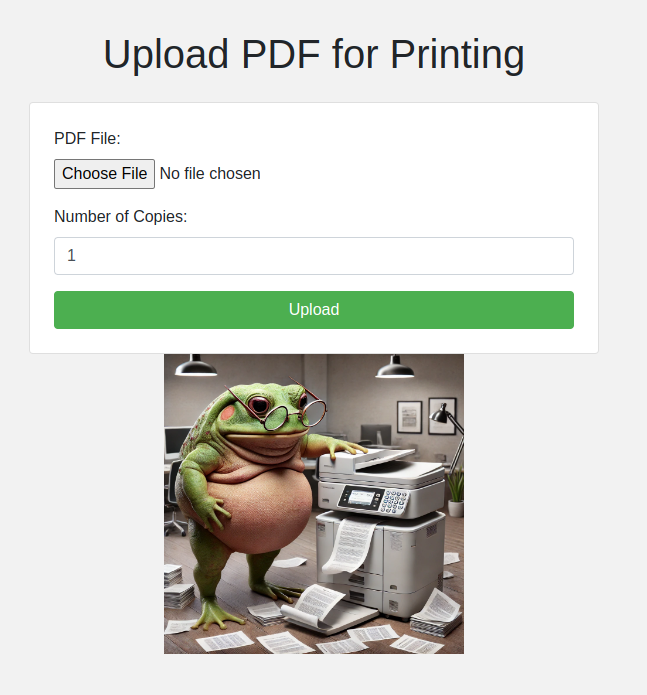 Upload PDF for Printing
PDF File:
Choose File No file chosen
Number of Copies:
1
Upload